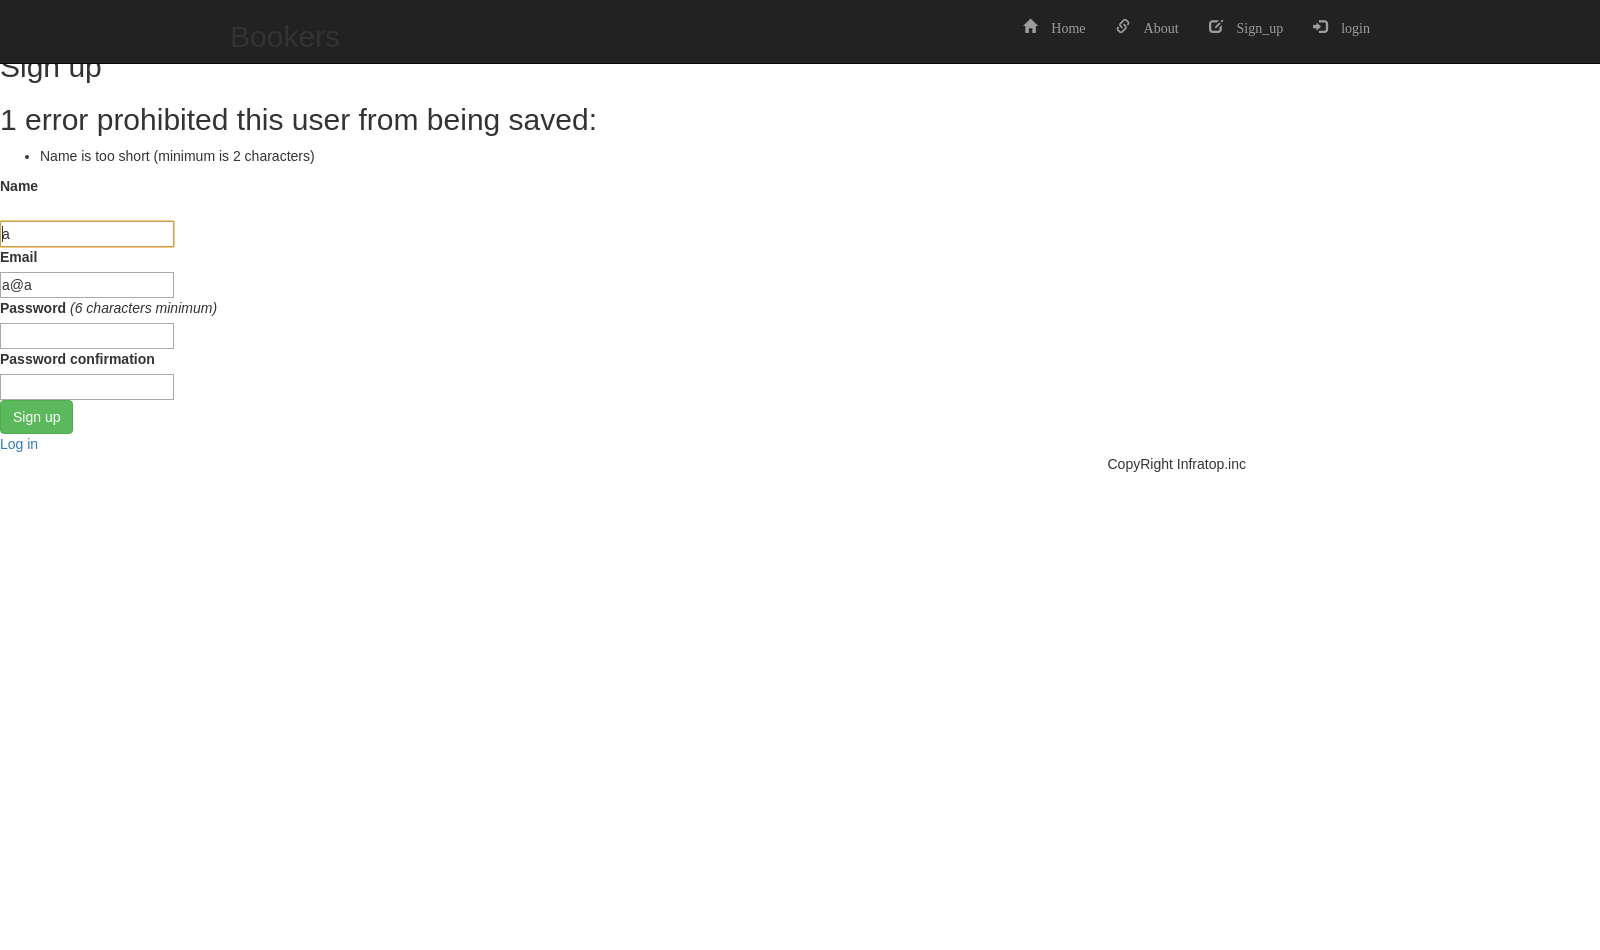 Bookers
Home About Sign_up login
Sign up
1 error prohibited this user from being saved:
Name is too short (minimum is 2 characters)
Name
a
Email
a@a
Password (6 characters minimum)
Password confirmation
Sign up
Log in
CopyRight Infratop.inc